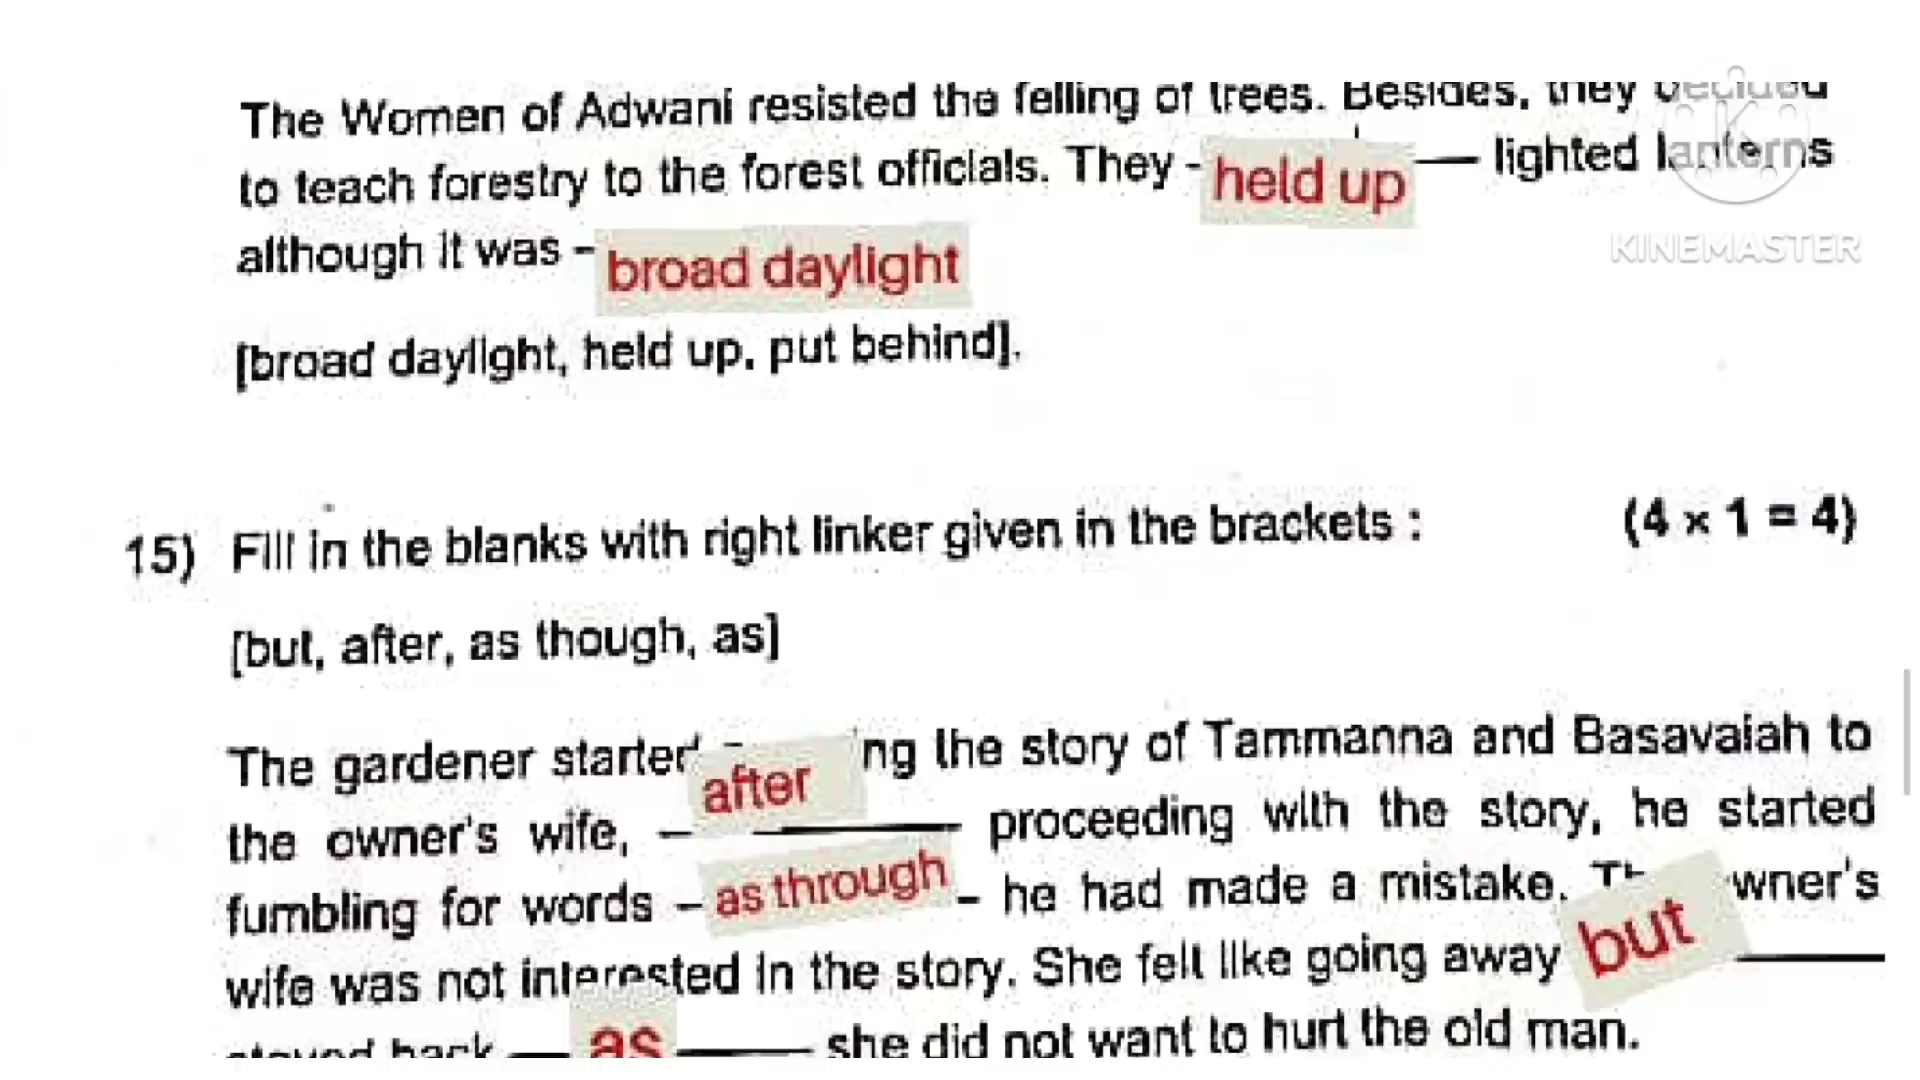 The Women of Adwani resisted the felling of trees. Besides, they decided
to teach forestry to the forest officials. They - held up — lighted lanterns
although it was - broad daylight
[broad daylight, held up, put behind].
KINEMASTER
15) Fill in the blanks with right linker given in the brackets : (4 x 1 = 4)
[but, after, as though, as]
The gardener started ng the story of Tammanna and Basavaiah to
the owner's wife, — after ——— proceeding with the story, he started
fumbling for words – as through – he had made a mistake. wner's
wife was not interested in the story. She felt like going away but ———
stayed back — as —— she did not want to hurt the old man.